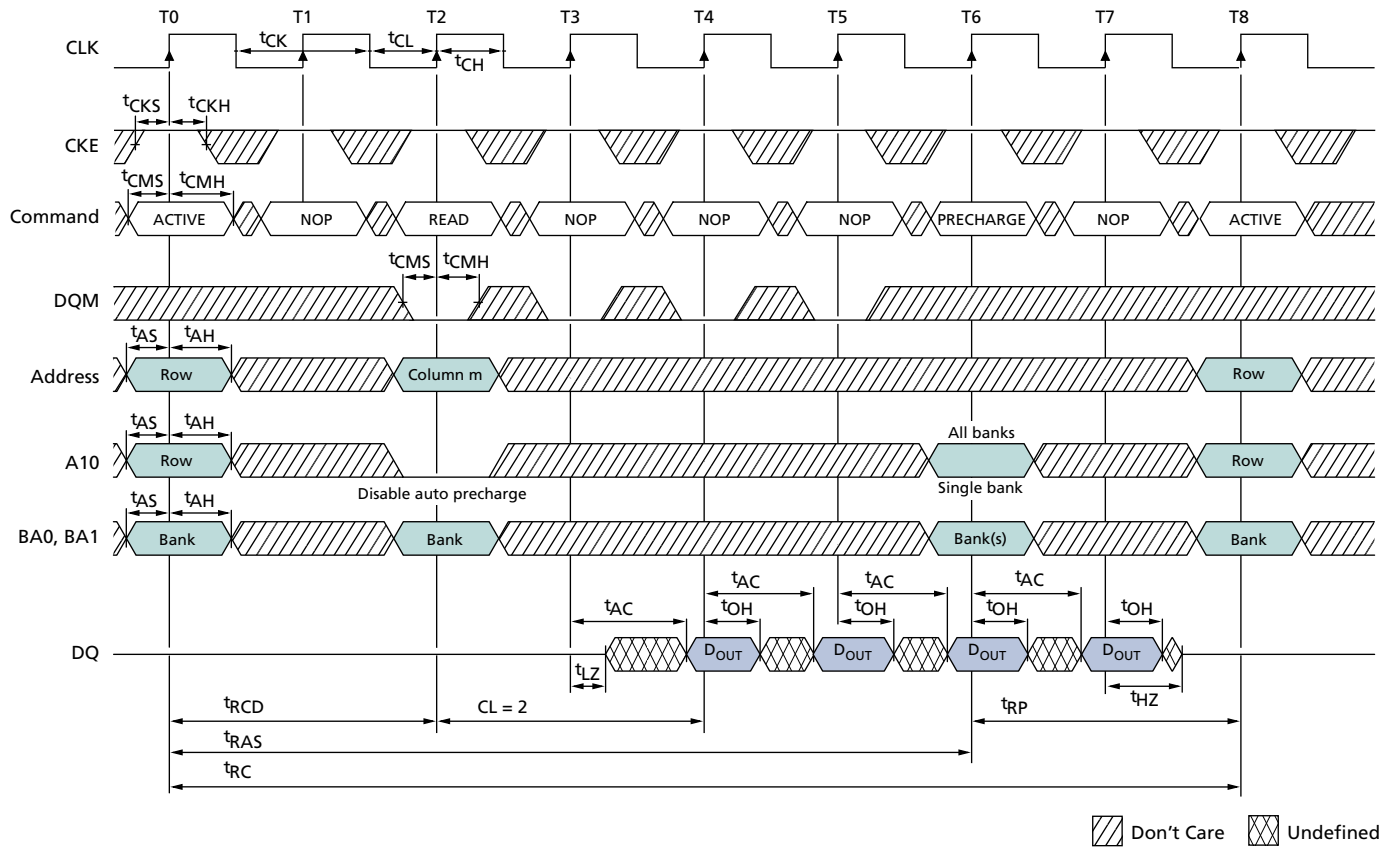 T0 T1 T2 T3 T4 T5 T6 T7 T8
CLK
tCK tCL
tCH
tCKS tCKH
CKE
tCMS tCMH
Command ACTIVE NOP READ NOP NOP NOP PRECHARGE NOP ACTIVE
tCMS tCMH
DQM
tAS tAH
Address Row Column m Row
tAS tAH
All banks
A10 Row Row
Disable auto precharge Single bank
tAS tAH
BA0, BA1 Bank Bank Bank(s) Bank
tAC tAC tAC
tAC tOH tOH tOH tOH
DQ DOUT DOUT DOUT DOUT
tLZ tHZ
tRCD CL = 2 tRP
tRAS
tRC
Don't Care Undefined